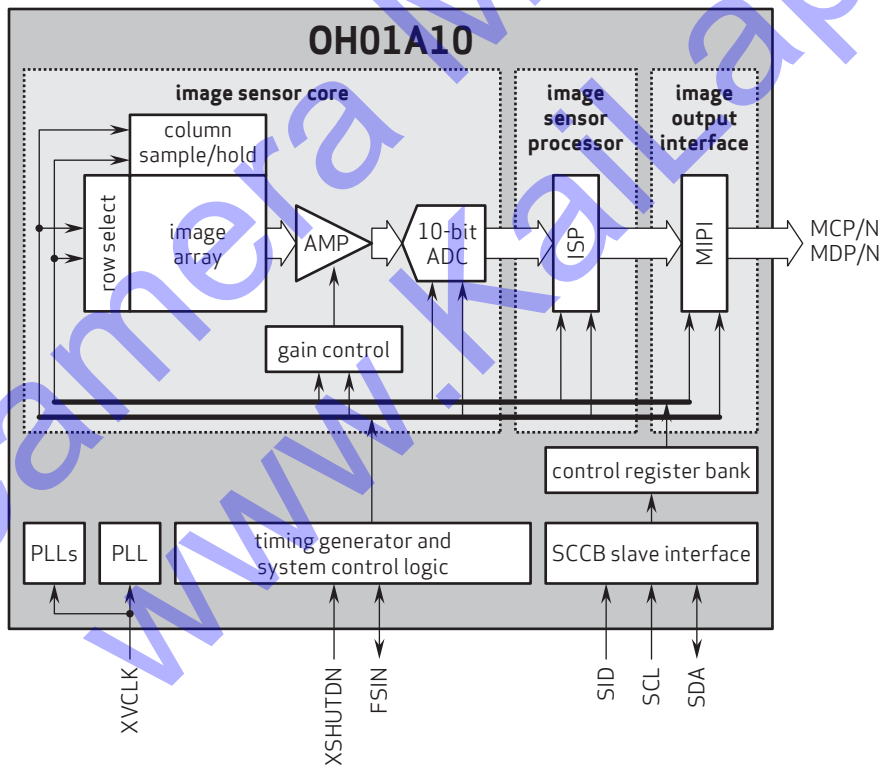 OH01A10
image sensor core
image
sensor
processor
image
output
interface
column
sample/hold
row select
image
array
AMP
10-bit
ADC
ISP
MIPI
MCP/N
MDP/N
gain control
control register bank
PLLs
PLL
timing generator and
system control logic
SCCB slave interface
XVCLK
XSHUTDN
FSIN
SID
SCL
SDA